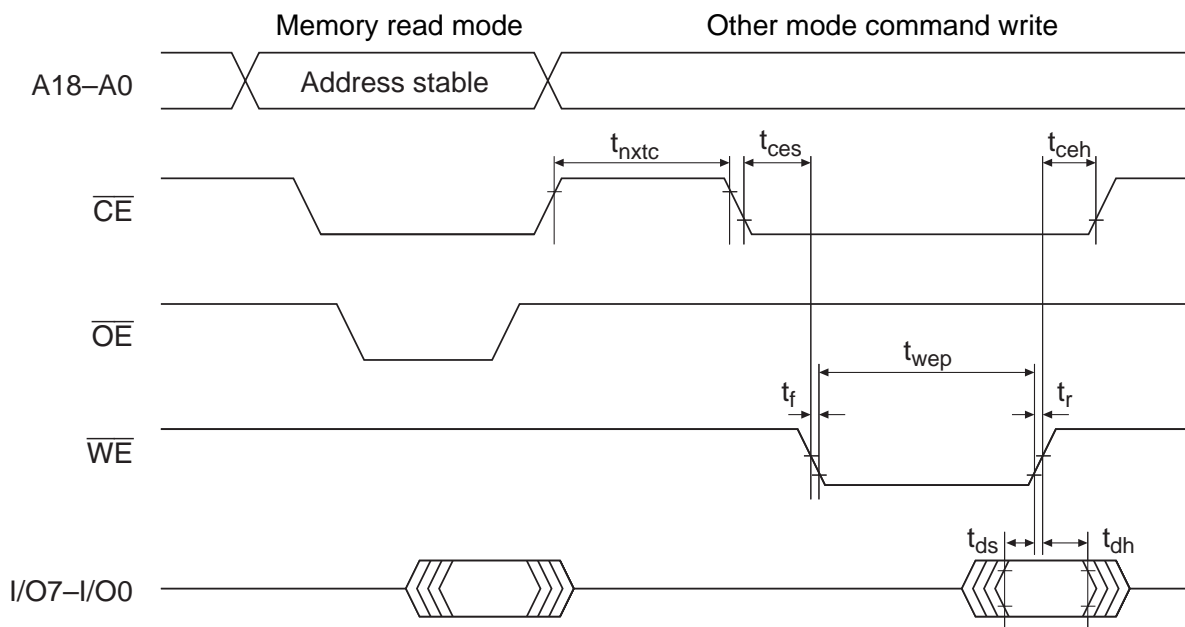 Memory read mode
Other mode command write
A18–A0
Address stable
tnxtc
tces
tceh
CE
OE
twep
tf
tr
WE
tds
tdh
I/O7–I/O0